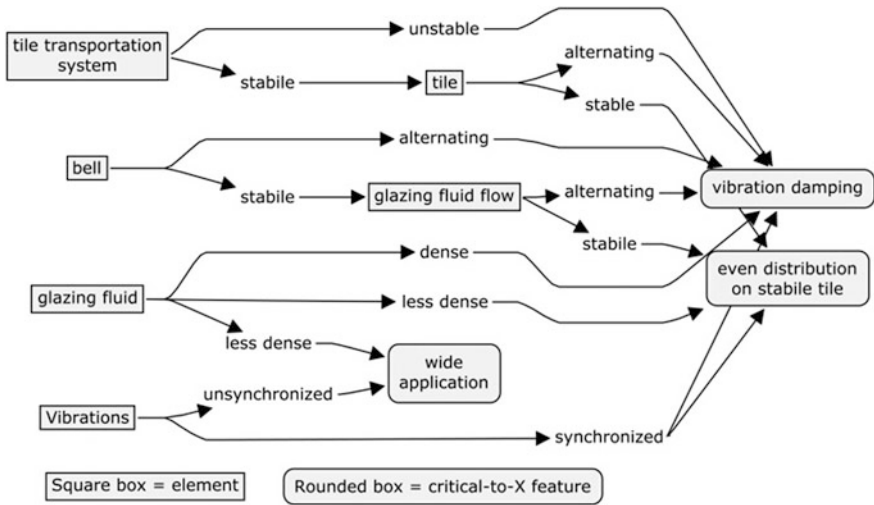 unstable
tile transportation
system
alternating
stabile
tile
stable
alternating
bell
vibration damping
stabile
glazing fluid flow
alternating
stabile
dense
even distribution
on stabile tile
glazing fluid
less dense
less dense
wide
application
unsynchronized
Vibrations
synchronized
Square box = element
Rounded box = critical-to-X feature